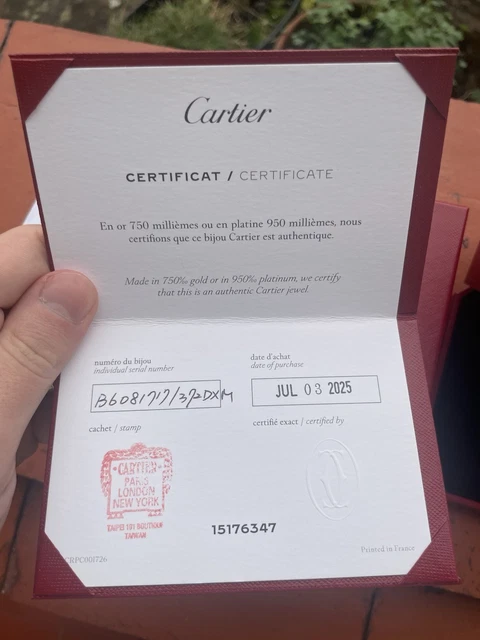 Cartier
CERTIFICAT / CERTIFICATE
En or 750 millièmes ou en platine 950 millièmes, nous
certifions que ce bijou Cartier est authentique.
Made in 750‰ gold or in 950‰ platinum, we certify
that this is an authentic Cartier jewel.
numéro du bijou
individual serial number
date d'achat
date of purchase
JUL 03 2025
cachet / stamp
certifié exact / certified by
CARTIER
PARIS
LONDON
NEW YORK
TAIPEI 101 BOUTIQUE
TAIWAN
15176347
Printed in France